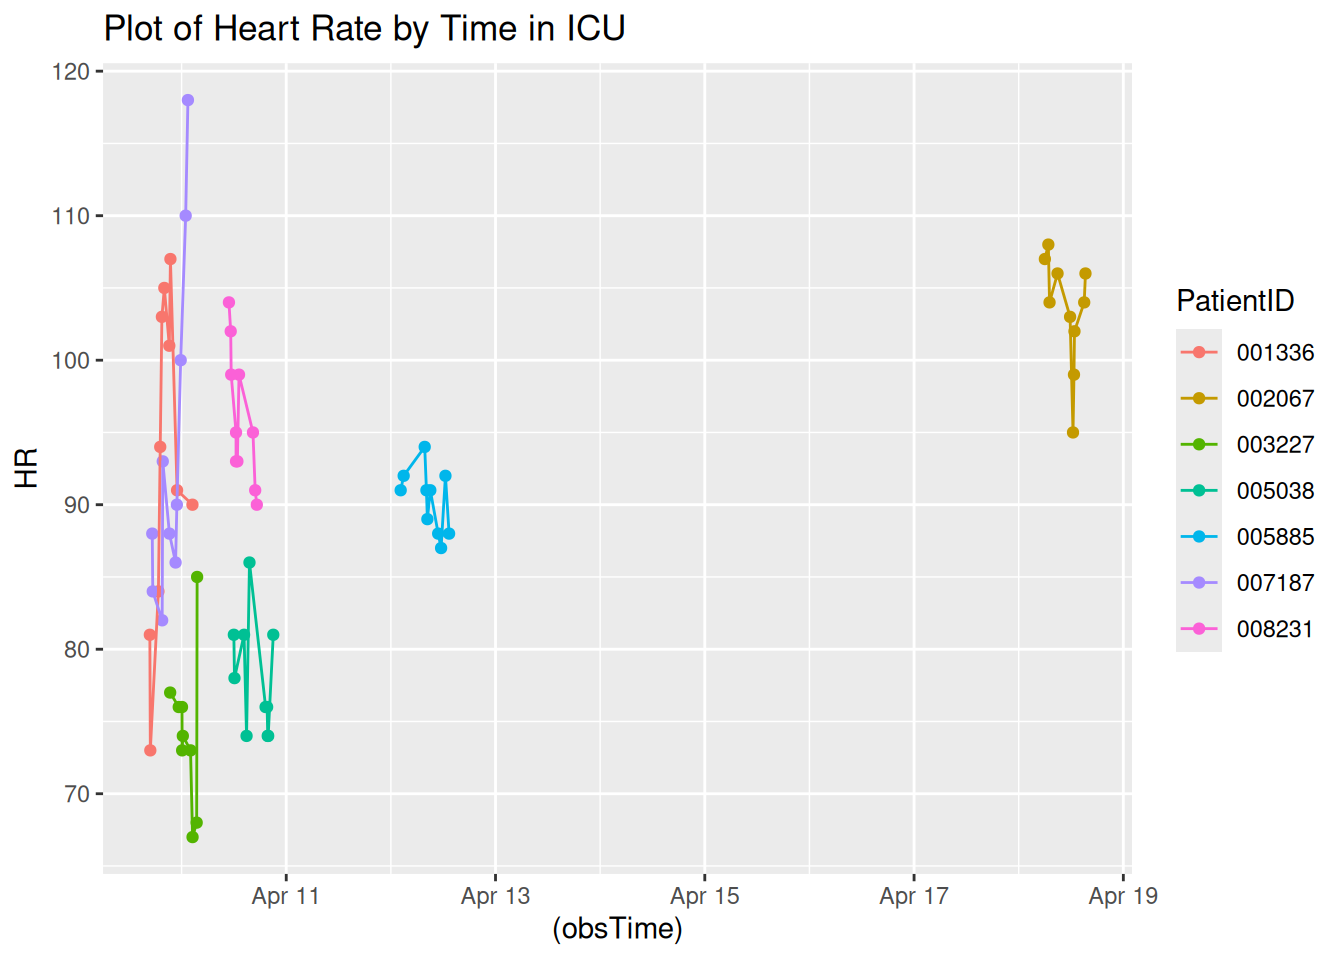 Plot of Heart Rate by Time in ICU
120
110
100
90
80
70
HR
Apr 11
Apr 13
Apr 15
Apr 17
Apr 19
(obsTime)
PatientID
001336
002067
003227
005038
005885
007187
008231